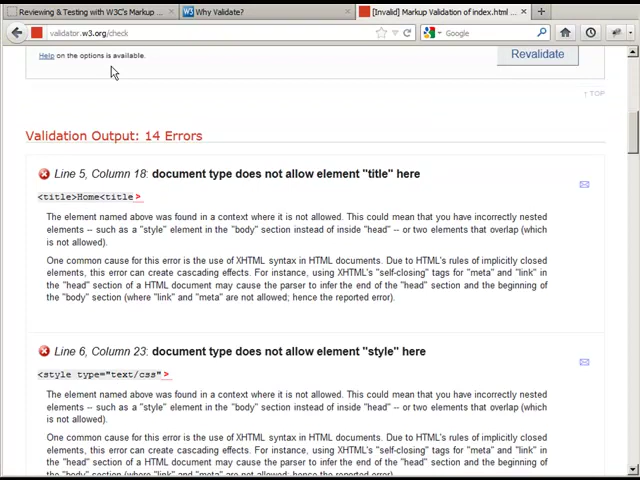 Reviewing & Testing with W3C's Markup ...
Why Validate?
[Invalid] Markup Validation of index.html ...
validator.w3.org/check
Google
Help on the options is available.
Revalidate
↑ TOP
Validation Output: 14 Errors
Line 5, Column 18: document type does not allow element "title" here
<title>Home<title>
The element named above was found in a context where it is not allowed. This could mean that you have incorrectly nested
elements -- such as a "style" element in the "body" section instead of inside "head" -- or two elements that overlap (which
is not allowed).
One common cause for this error is the use of XHTML syntax in HTML documents. Due to HTML's rules of implicitly closed
elements, this error can create cascading effects. For instance, using XHTML's "self-closing" tags for "meta" and "link" in
the "head" section of a HTML document may cause the parser to infer the end of the "head" section and the beginning of
the "body" section (where "link" and "meta" are not allowed; hence the reported error).
Line 6, Column 23: document type does not allow element "style" here
<style type="text/css">
The element named above was found in a context where it is not allowed. This could mean that you have incorrectly nested
elements -- such as a "style" element in the "body" section instead of inside "head" -- or two elements that overlap (which
is not allowed).
One common cause for this error is the use of XHTML syntax in HTML documents. Due to HTML's rules of implicitly closed
elements, this error can create cascading effects. For instance, using XHTML's "self-closing" tags for "meta" and "link" in
the "head" section of a HTML document may cause the parser to infer the end of the "head" section and the beginning of
the "body" section (where "link" and "meta" are not allowed; hence the reported error).